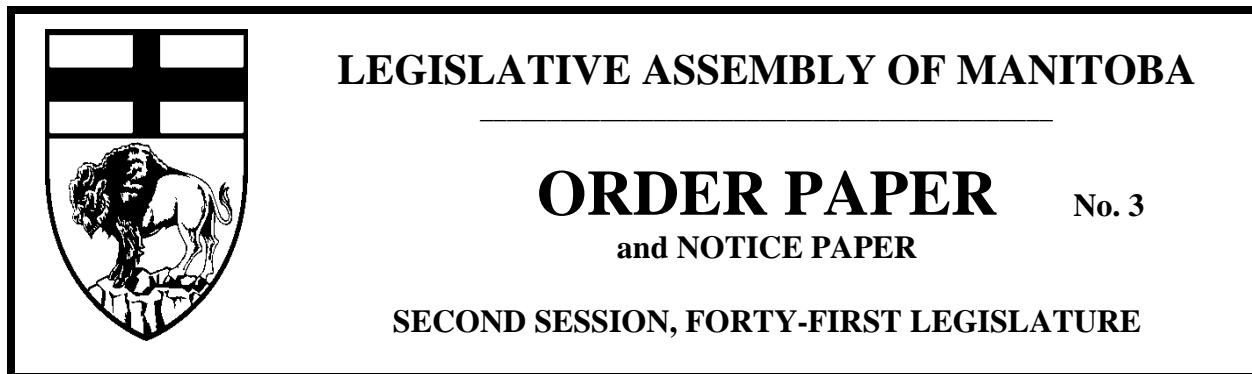 LEGISLATIVE ASSEMBLY OF MANITOBA
ORDER PAPER No. 3
and NOTICE PAPER
SECOND SESSION, FORTY-FIRST LEGISLATURE